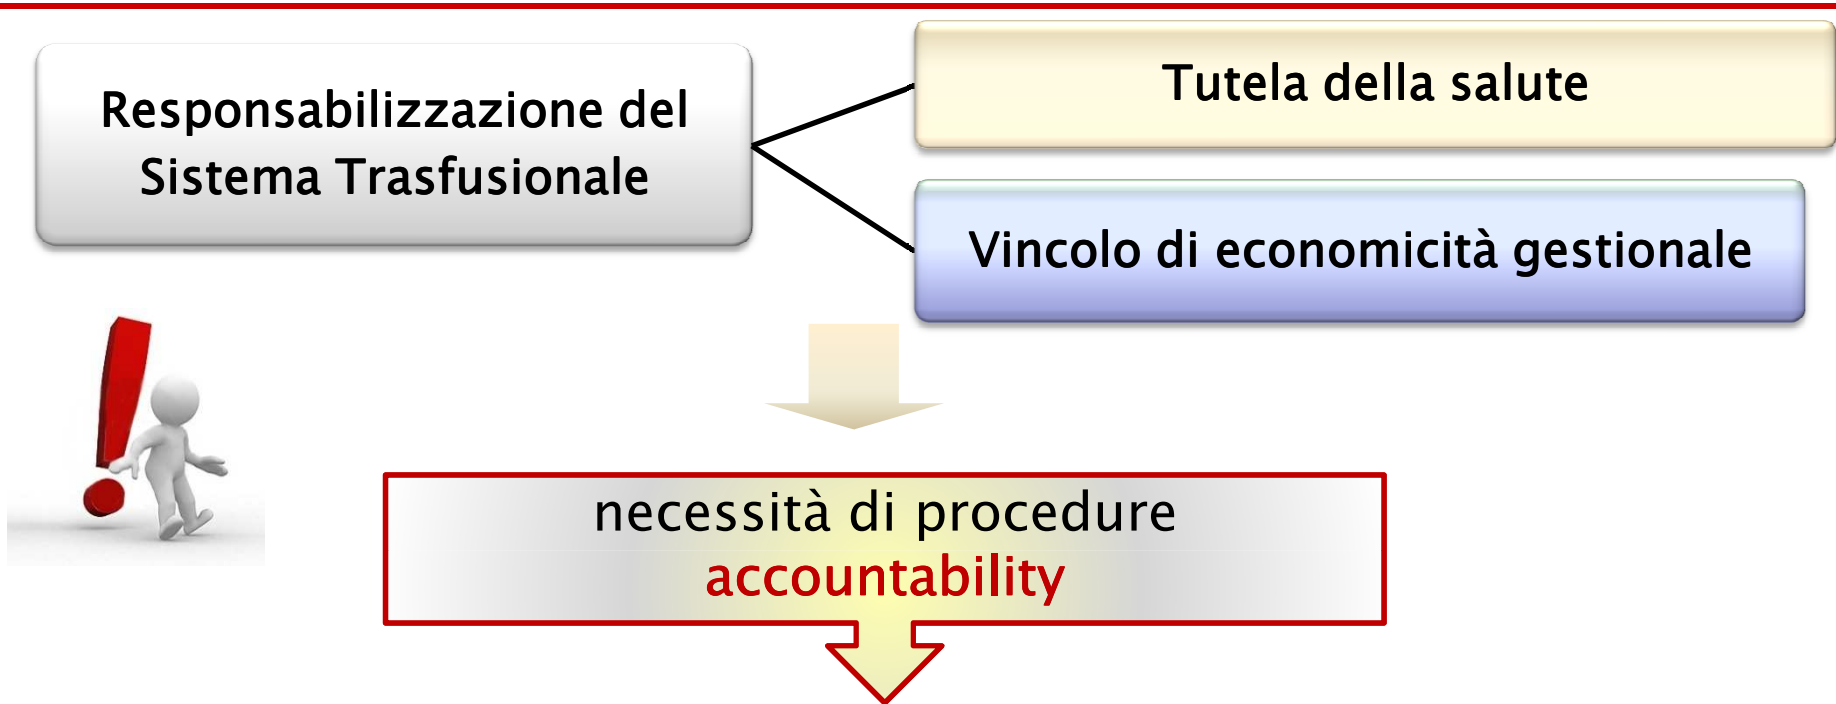 Responsabilizzazione del
Sistema Trasfusionale
Tutela della salute
Vincolo di economicità gestionale
necessità di procedure
accountability